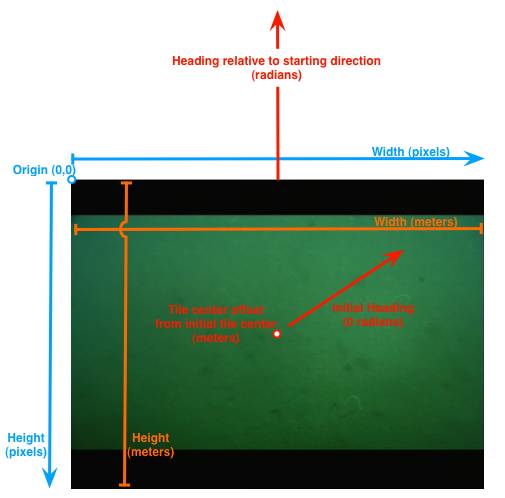 Heading relative to starting direction
(radians)
Width (pixels)
Origin (0,0)
Width (meters)
Tile center offset
from initial tile center
(meters)
Initial Heading
(0 radians)
Height
(pixels)
Height
(meters)